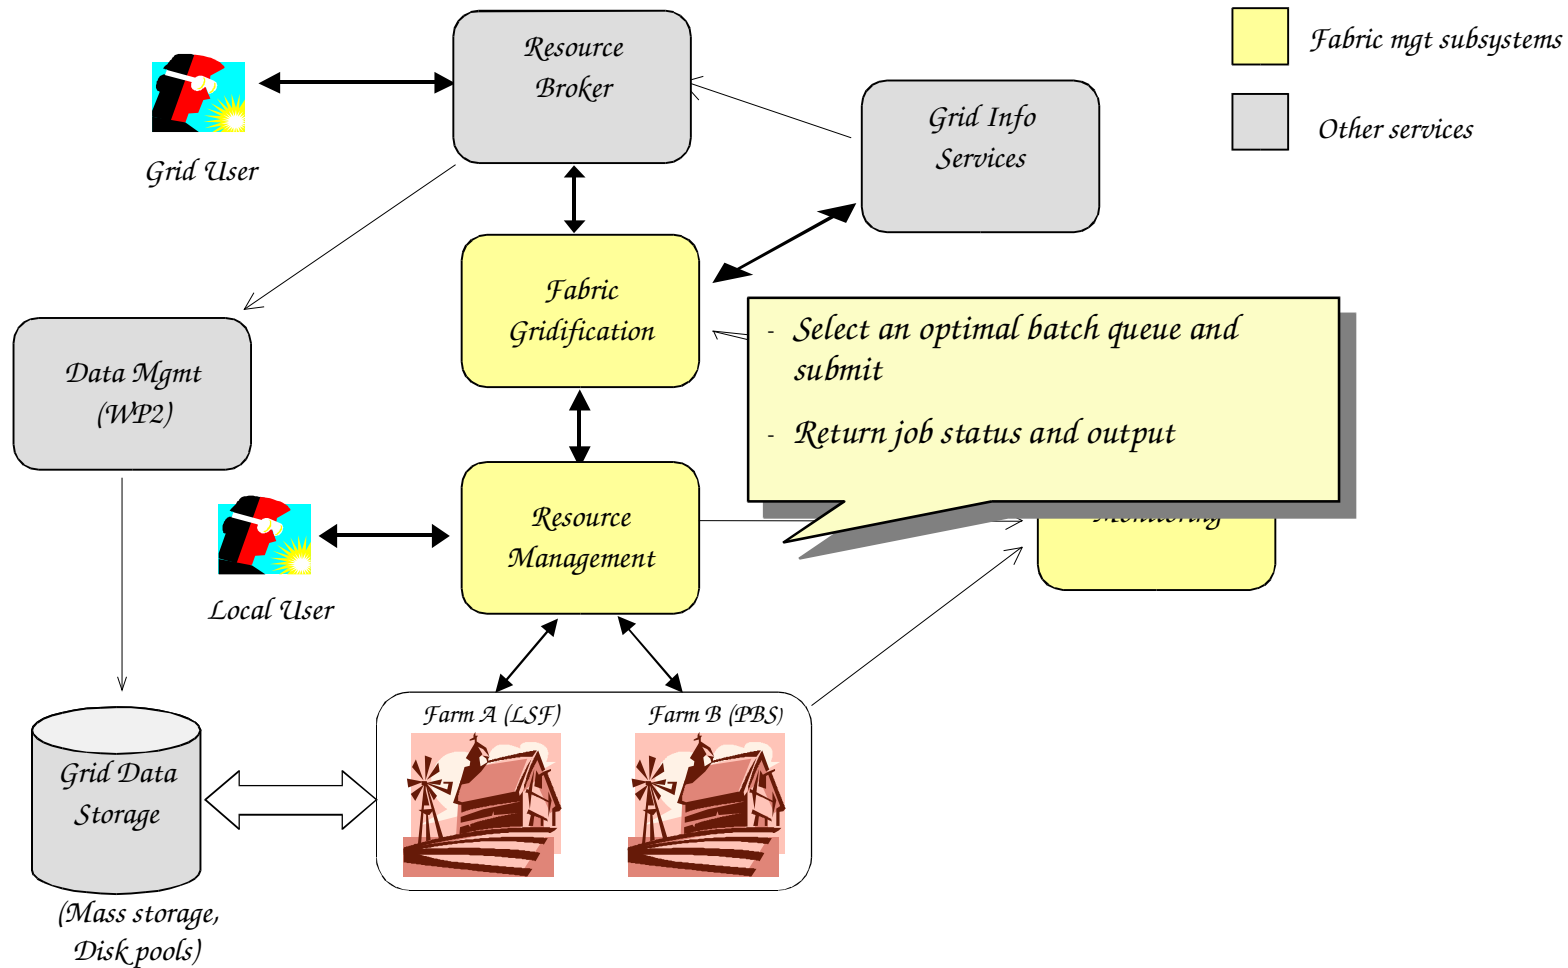 Resource
Broker
Fabric mgt subsystems
Grid Info
Services
Other services
Grid User
Fabric
Gridification
- Select an optimal batch queue and
submit
- Return job status and output
Data Mgmt
(WP2)
Resource
Management
Monitoring
Local User
Farm A (LSF)
Farm B (PBS)
Grid Data
Storage
(Mass storage,
Disk pools)